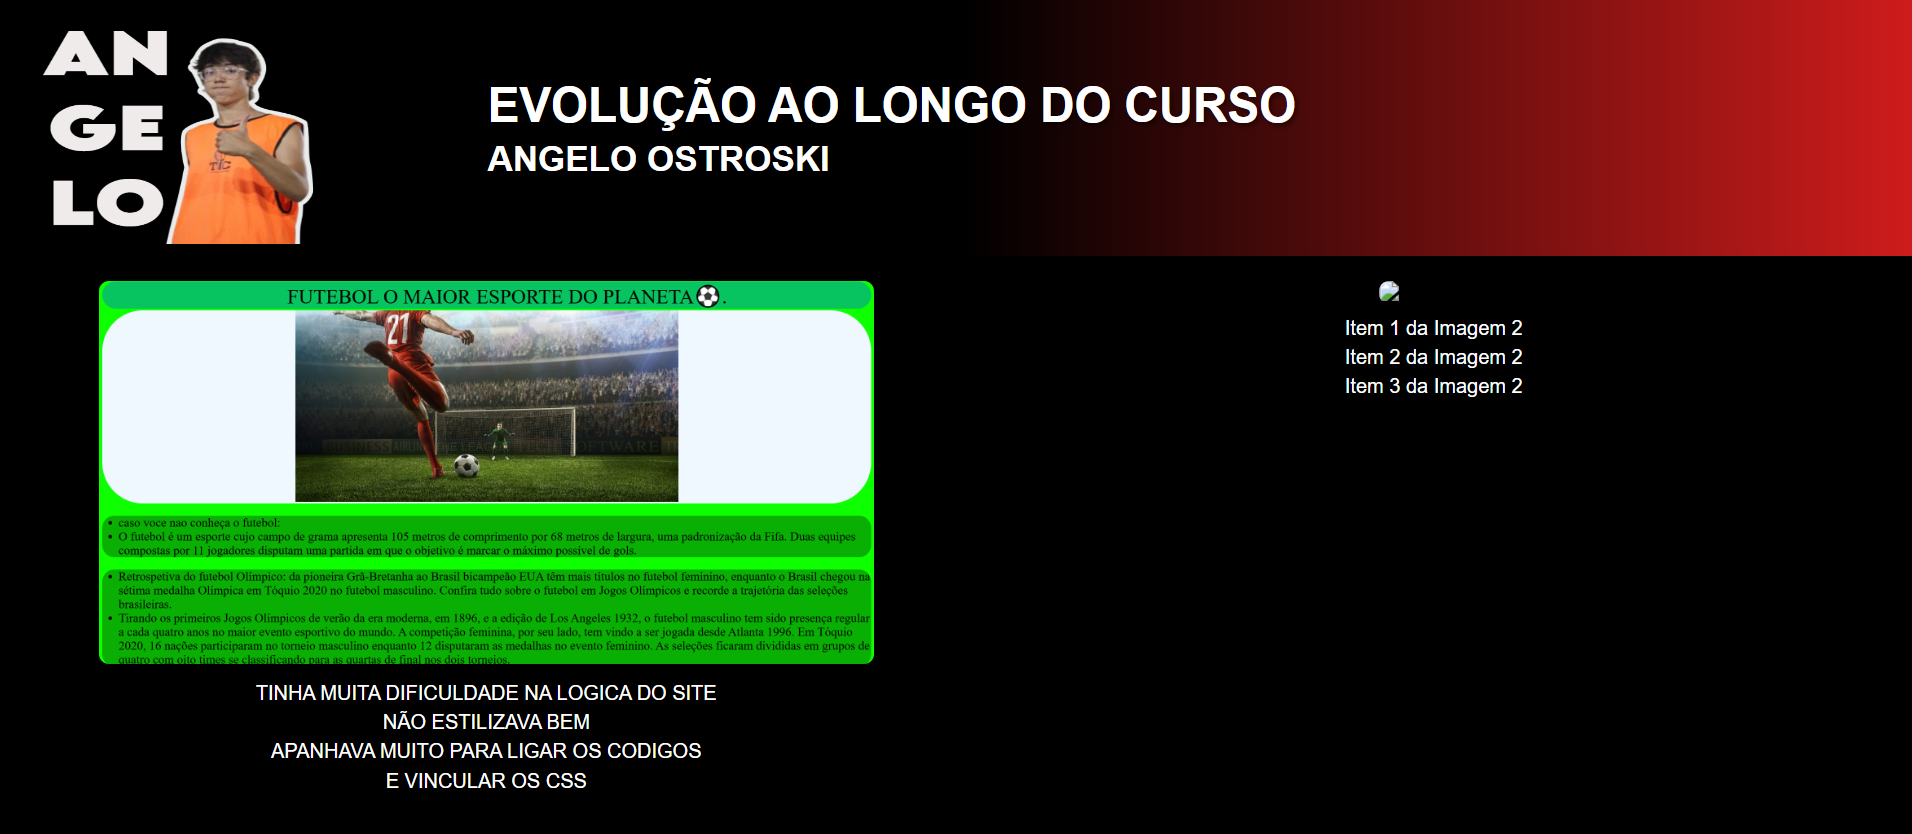 AN
GE
LO
TIC
EVOLUÇÃO AO LONGO DO CURSO
ANGELO OSTROSKI
FUTEBOL O MAIOR ESPORTE DO PLANETA⚽.
21
SOFTWARE
• caso voce nao conheça o futebol:
• O futebol é um esporte cujo campo de grama apresenta 105 metros de comprimento por 68 metros de largura, uma padronização da Fifa. Duas equipes
compostas por 11 jogadores disputam uma partida em que o objetivo é marcar o máximo possível de gols.
• Retrospetiva do futebol Olímpico: da pioneira Grã-Bretanha ao Brasil bicampeão EUA têm mais títulos no futebol feminino, enquanto o Brasil chegou na
sétima medalha Olímpica em Tóquio 2020 no futebol masculino. Confira tudo sobre o futebol em Jogos Olímpicos e recorde a trajetória das seleções
brasileiras.
• Tirando os primeiros Jogos Olímpicos de verão da era moderna, em 1896, e a edição de Los Angeles 1932, o futebol masculino tem sido presença regular
a cada quatro anos no maior evento esportivo do mundo. A competição feminina, por seu lado, tem vindo a ser jogada desde Atlanta 1996. Em Tóquio
2020, 16 nações participaram no torneio masculino enquanto 12 disputaram as medalhas no evento feminino. As seleções ficaram divididas em grupos de
quatro com oito times se classificando para as quartas de final nos dois torneios.
TINHA MUITA DIFICULDADE NA LOGICA DO SITE
NÃO ESTILIZAVA BEM
APANHAVA MUITO PARA LIGAR OS CODIGOS
E VINCULAR OS CSS
Item 1 da Imagem 2
Item 2 da Imagem 2
Item 3 da Imagem 2